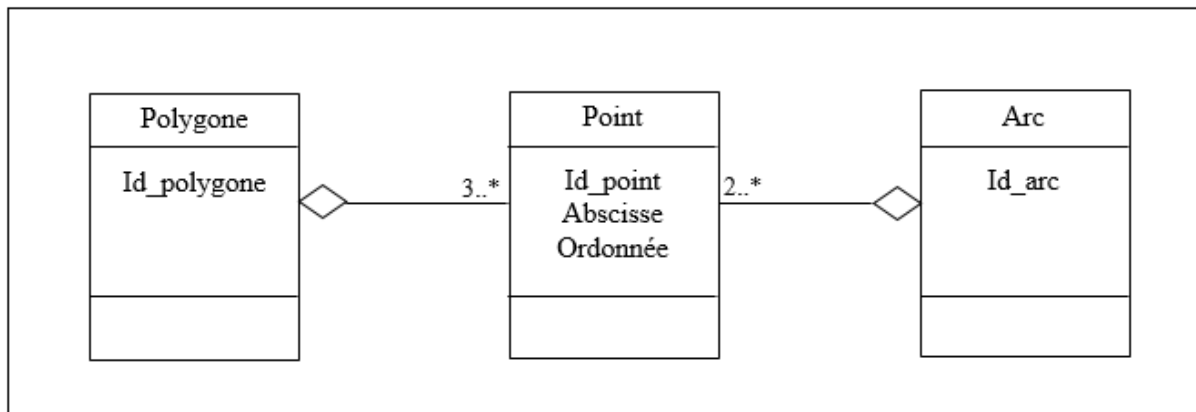 Polygone
Id_polygone
3..*
Point
Id_point
Abscisse
Ordonnée
2..*
Arc
Id_arc